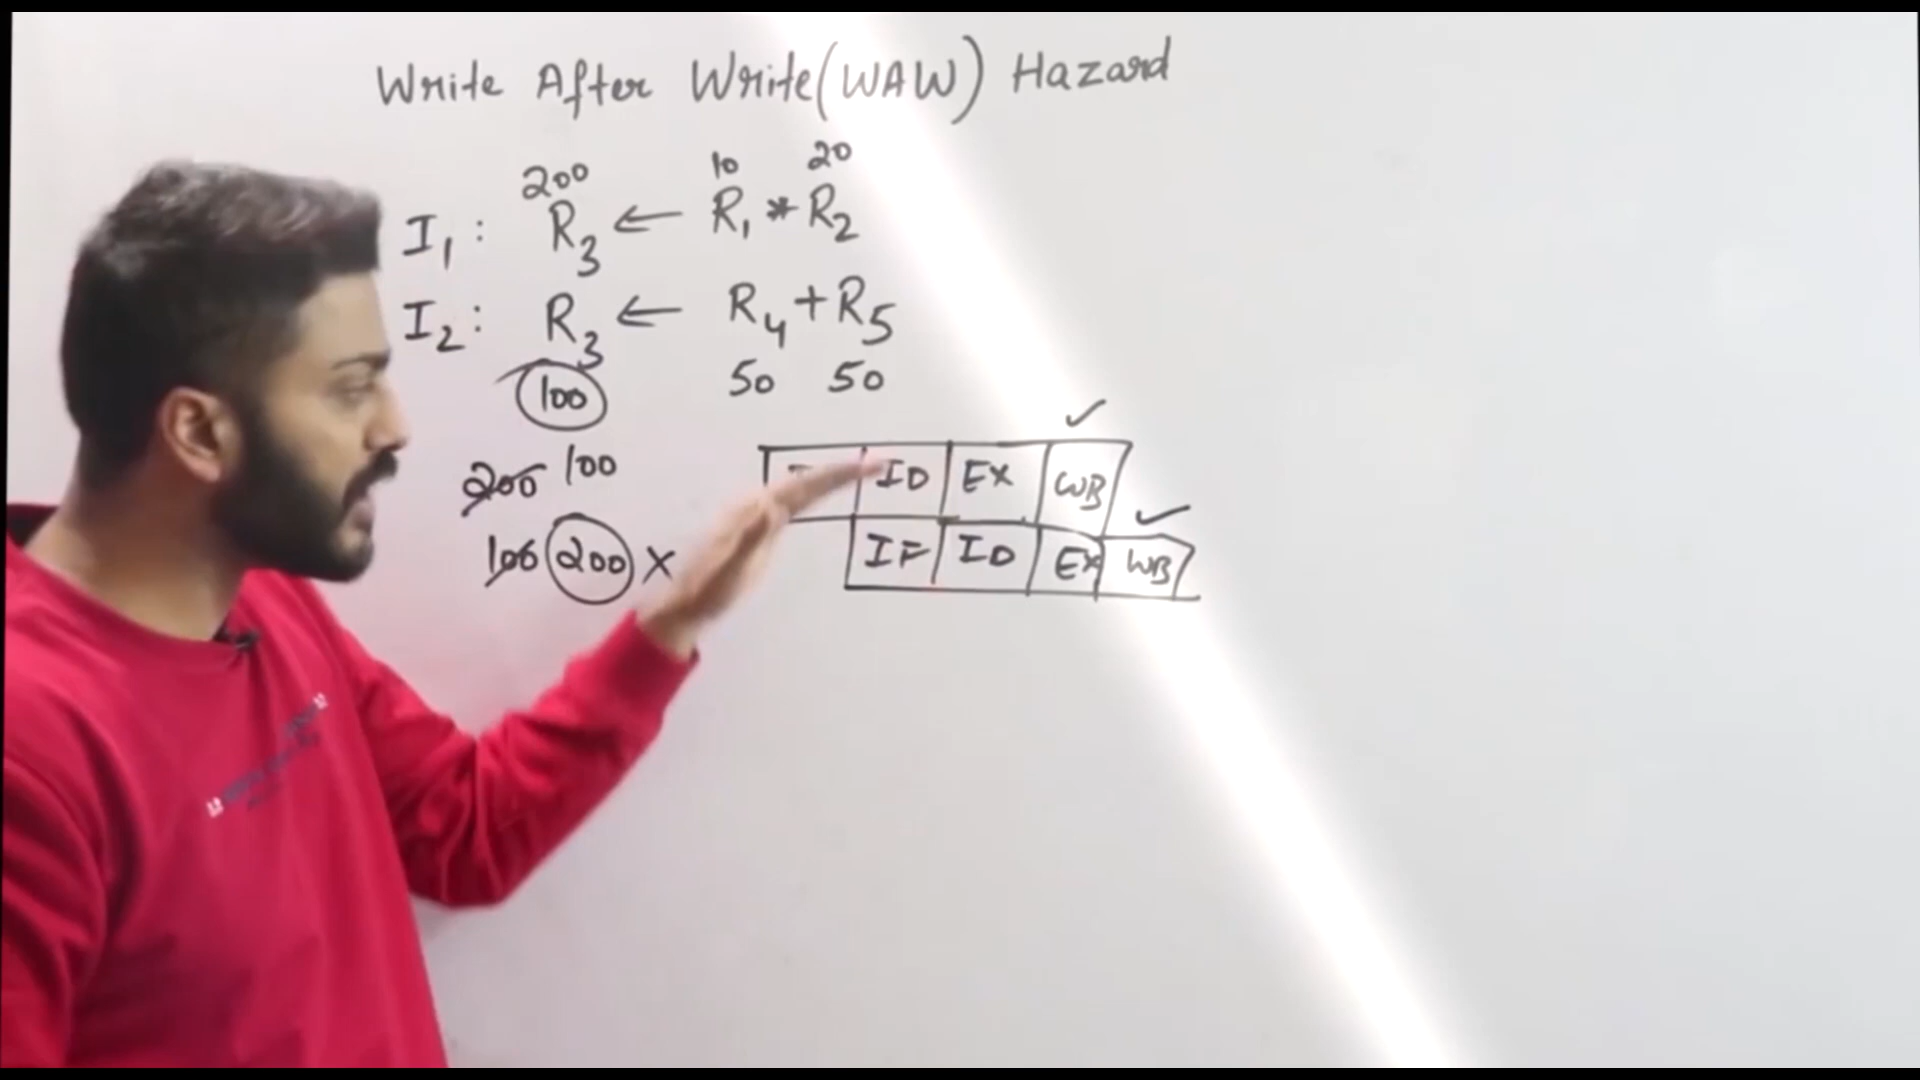 Write After Write(WAW) Hazard
200 10 20
I₁: R₃ ← R₁ * R₂
I₂: R₃ ← R₄ + R₅
100 50 50
200 100
100 200 X
ID EX WB
IF ID EX WB